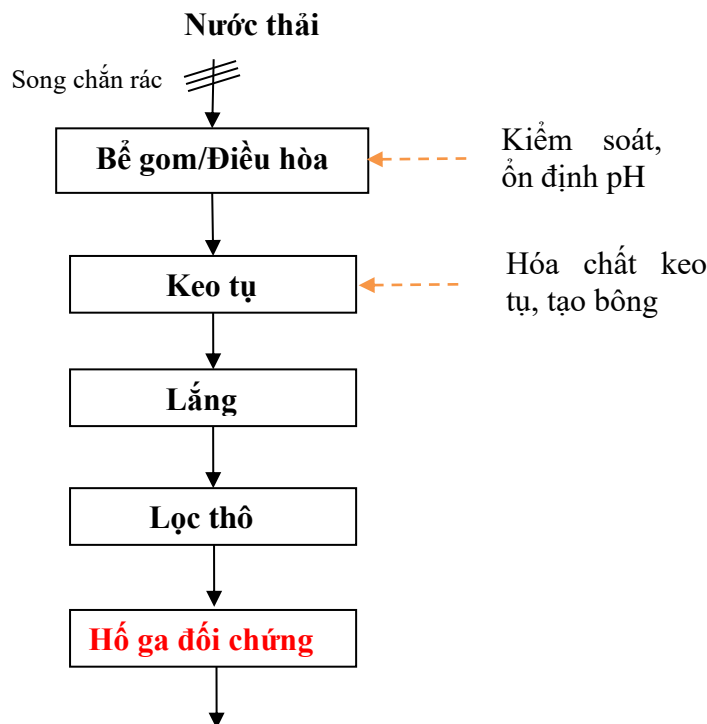 Nước thải
Song chắn rác
Bể gom/Điều hòa
Kiểm soát,
ổn định pH
Keo tụ
Hóa chất keo
tụ, tạo bông
Lắng
Lọc thô
Hố ga đối chứng